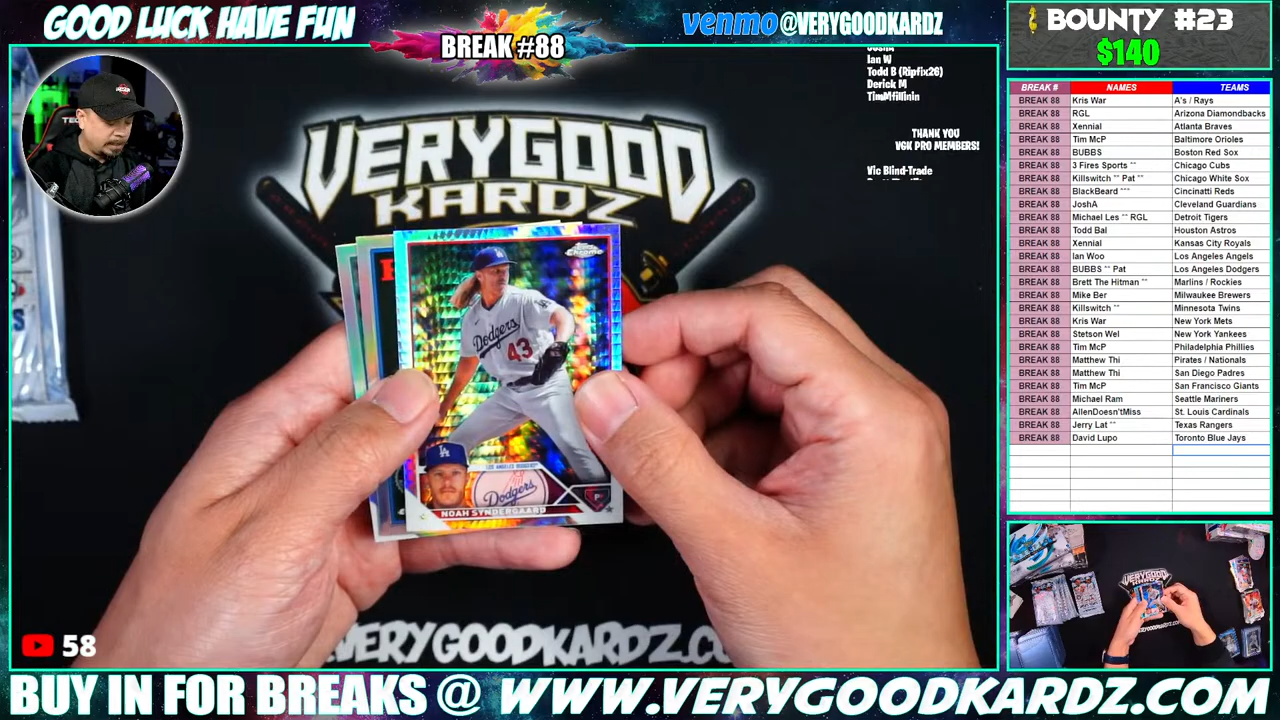 GOOD LUCK HAVE FUN
BREAK #88
venmo @VERYGOODKARDZ
BOUNTY #23
$140
Ian W
Todd B (Ripfix26)
Derick M
TimMfillinin
THANK YOU
VGK PRO MEMBERS!
Vic Blind-Trade
VERYGOOD
KARDZ
Topps
Chrome
Dodgers
43
LOS ANGELES DODGERS
Dodgers
P
NOAH SYNDERGAARD
VERYGOODKARDZ.CO
58
BREAK # NAMES TEAMS
BREAK 88 Kris War A's / Rays
BREAK 88 RGL Arizona Diamondbacks
BREAK 88 Xennial Atlanta Braves
BREAK 88 Tim McP Baltimore Orioles
BREAK 88 BUBBS Boston Red Sox
BREAK 88 3 Fires Sports ** Chicago Cubs
BREAK 88 Killswitch ** Pat ** Chicago White Sox
BREAK 88 BlackBeard *** Cincinatti Reds
BREAK 88 JoshA Cleveland Guardians
BREAK 88 Michael Les ** RGL Detroit Tigers
BREAK 88 Todd Bal Houston Astros
BREAK 88 Xennial Kansas City Royals
BREAK 88 Ian Woo Los Angeles Angels
BREAK 88 BUBBS ** Pat Los Angeles Dodgers
BREAK 88 Brett The Hitman ** Marlins / Rockies
BREAK 88 Mike Ber Milwaukee Brewers
BREAK 88 Killswitch ** Minnesota Twins
BREAK 88 Kris War New York Mets
BREAK 88 Stetson Wel New York Yankees
BREAK 88 Tim McP Philadelphia Phillies
BREAK 88 Matthew Thi Pirates / Nationals
BREAK 88 Matthew Thi San Diego Padres
BREAK 88 Tim McP San Francisco Giants
BREAK 88 Michael Ram Seattle Mariners
BREAK 88 AllenDoesn'tMiss St. Louis Cardinals
BREAK 88 Jerry Lat ** Texas Rangers
BREAK 88 David Lupo Toronto Blue Jays
VERYGOOD
BUY IN FOR BREAKS @ WWW.VERYGOODKARDZ.COM